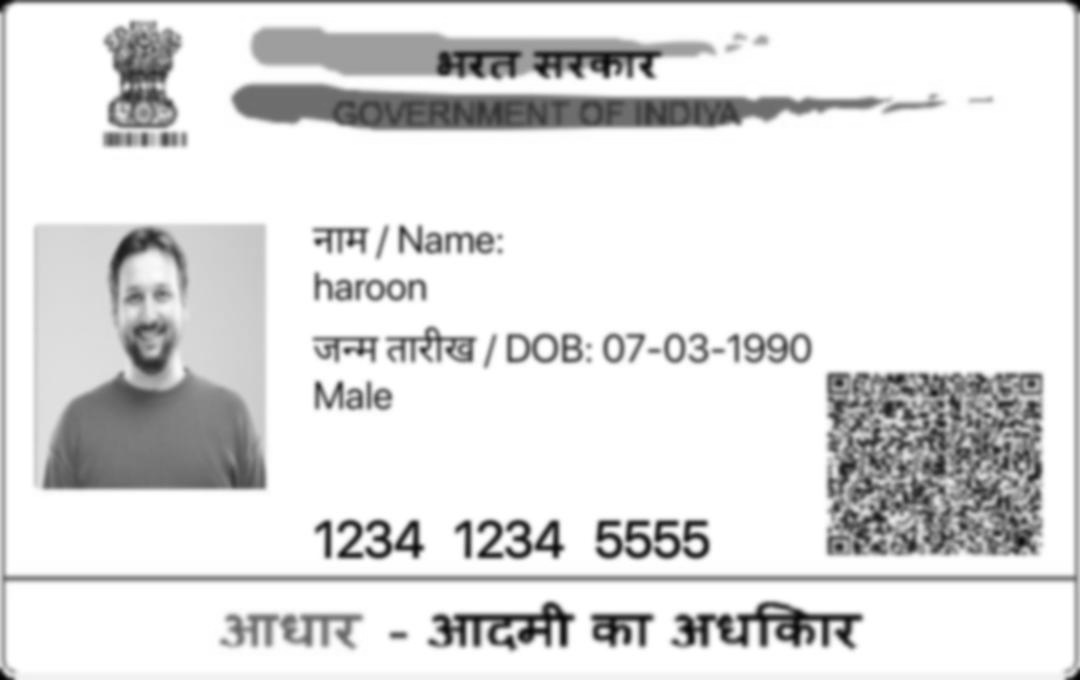 भरत सरकार
GOVERNMENT OF INDIYA
नाम / Name:
haroon
जन्म तारीख / DOB: 07-03-1990
Male
1234 1234 5555
आधार - आदमी का अधकिार